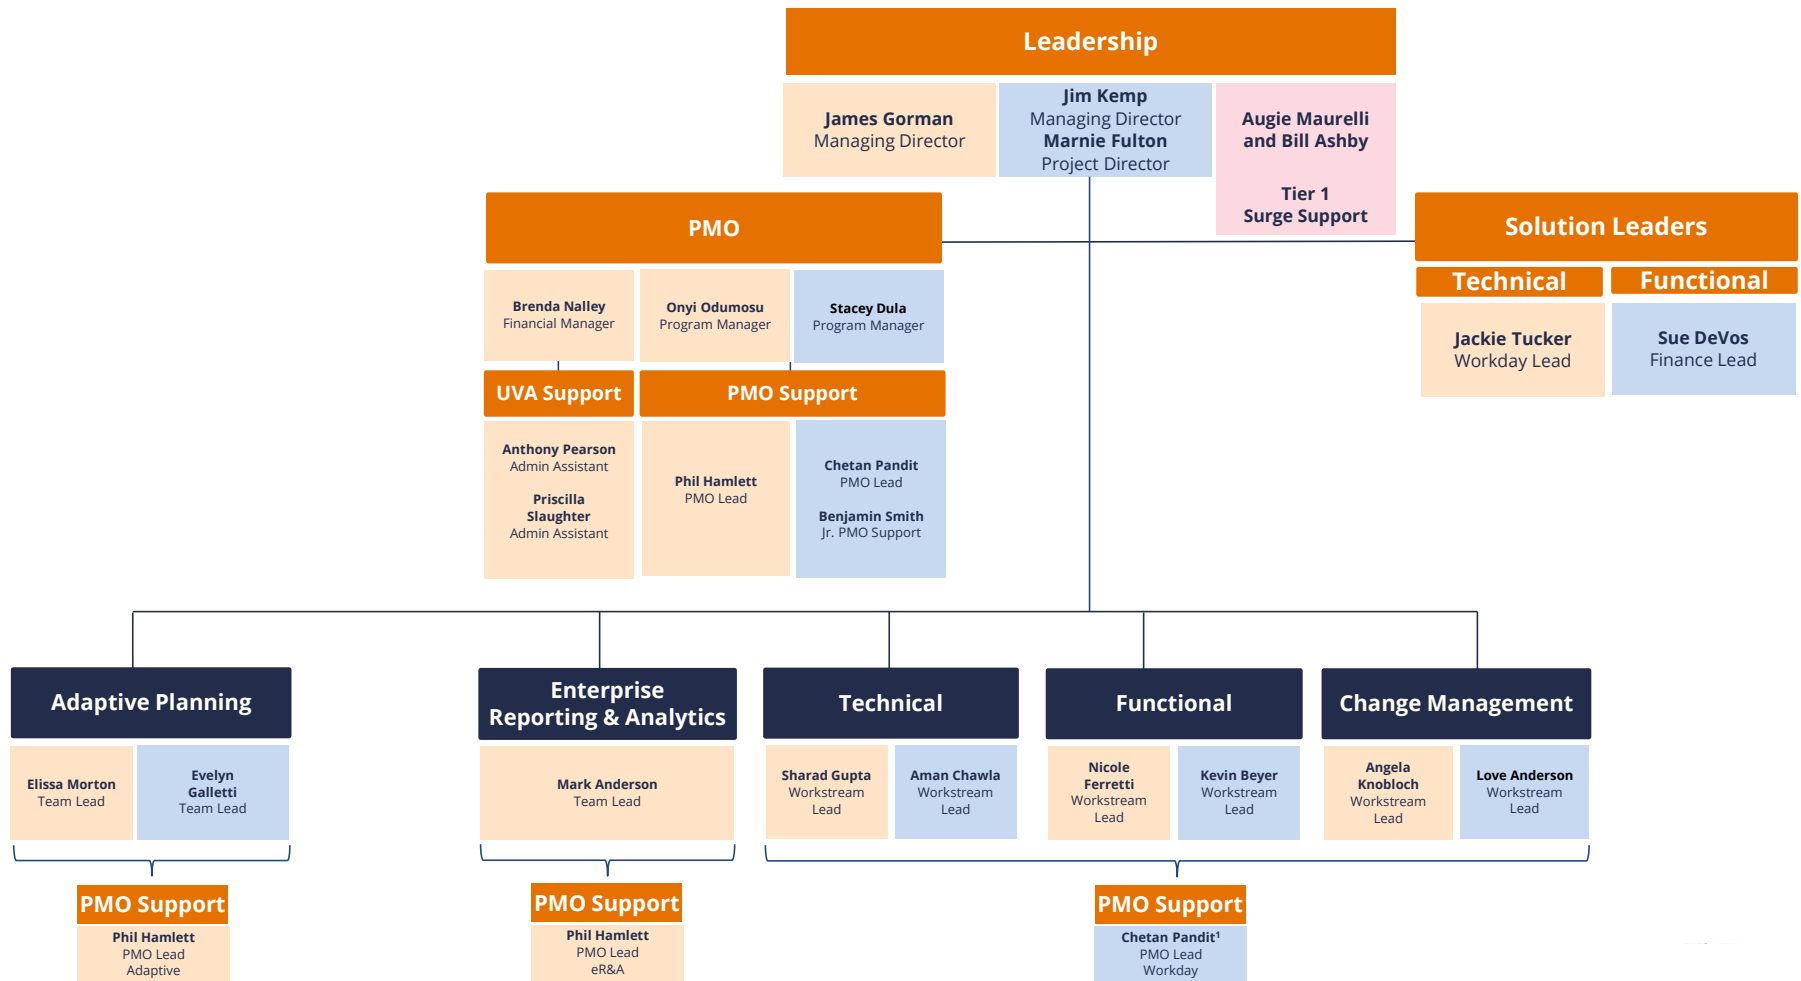 Leadership
James Gorman
Managing Director
Jim Kemp
Managing Director
Marnie Fulton
Project Director
Augie Maurelli
and Bill Ashby
Tier 1
Surge Support
PMO
Solution Leaders
Technical
Functional
Brenda Nalley
Financial Manager
Onyi Odumosu
Program Manager
Stacey Dula
Program Manager
Jackie Tucker
Workday Lead
Sue DeVos
Finance Lead
UVA Support
PMO Support
Anthony Pearson
Admin Assistant
Priscilla
Slaughter
Admin Assistant
Phil Hamlett
PMO Lead
Chetan Pandit
PMO Lead
Benjamin Smith
Jr. PMO Support
Adaptive Planning
Enterprise
Reporting & Analytics
Technical
Functional
Change Management
Elissa Morton
Team Lead
Evelyn
Galletti
Team Lead
Mark Anderson
Team Lead
Sharad Gupta
Workstream
Lead
Aman Chawla
Workstream
Lead
Nicole
Ferretti
Workstream
Lead
Kevin Beyer
Workstream
Lead
Angela
Knobloch
Workstream
Lead
Love Anderson
Workstream
Lead
PMO Support
Phil Hamlett
PMO Lead
Adaptive
PMO Support
Phil Hamlett
PMO Lead
eR&A
PMO Support
Chetan Pandit¹
PMO Lead
Workday